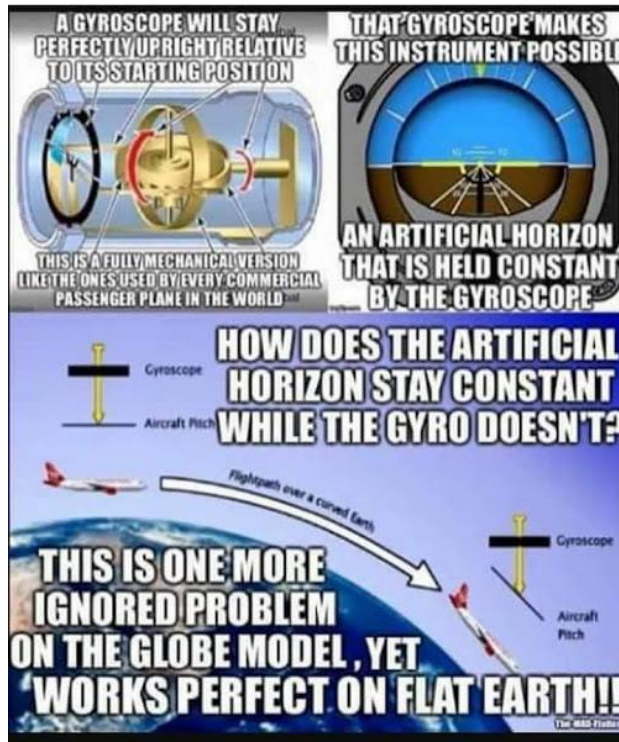 A GYROSCOPE WILL STAY
PERFECTLY UPRIGHT RELATIVE
TO ITS STARTING POSITION
THIS IS A FULLY MECHANICAL VERSION
LIKE THE ONES USED BY EVERY COMMERCIAL
PASSENGER PLANE IN THE WORLD
THAT GYROSCOPE MAKES
THIS INSTRUMENT POSSIBL
10 10
AN ARTIFICIAL HORIZON
THAT IS HELD CONSTANT
BY THE GYROSCOPE
HOW DOES THE ARTIFICIAL
HORIZON STAY CONSTANT
WHILE THE GYRO DOESN'T?
Gyroscope
Aircraft Pitch
Flightpath over a curved Earth
Gyroscope
Aircraft
Pitch
THIS IS ONE MORE
IGNORED PROBLEM
ON THE GLOBE MODEL, YET
WORKS PERFECT ON FLAT EARTH!!